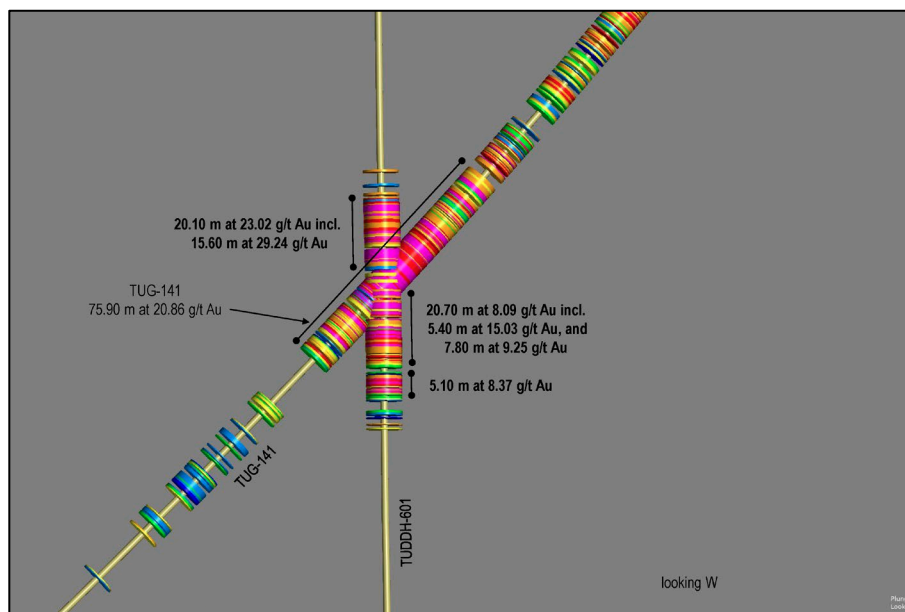 20.10 m at 23.02 g/t Au incl.
15.60 m at 29.24 g/t Au
TUG-141
75.90 m at 20.86 g/t Au
20.70 m at 8.09 g/t Au incl.
5.40 m at 15.03 g/t Au, and
7.80 m at 9.25 g/t Au
5.10 m at 8.37 g/t Au
TUG-141
TUDDH-601
looking W
Plun
Look